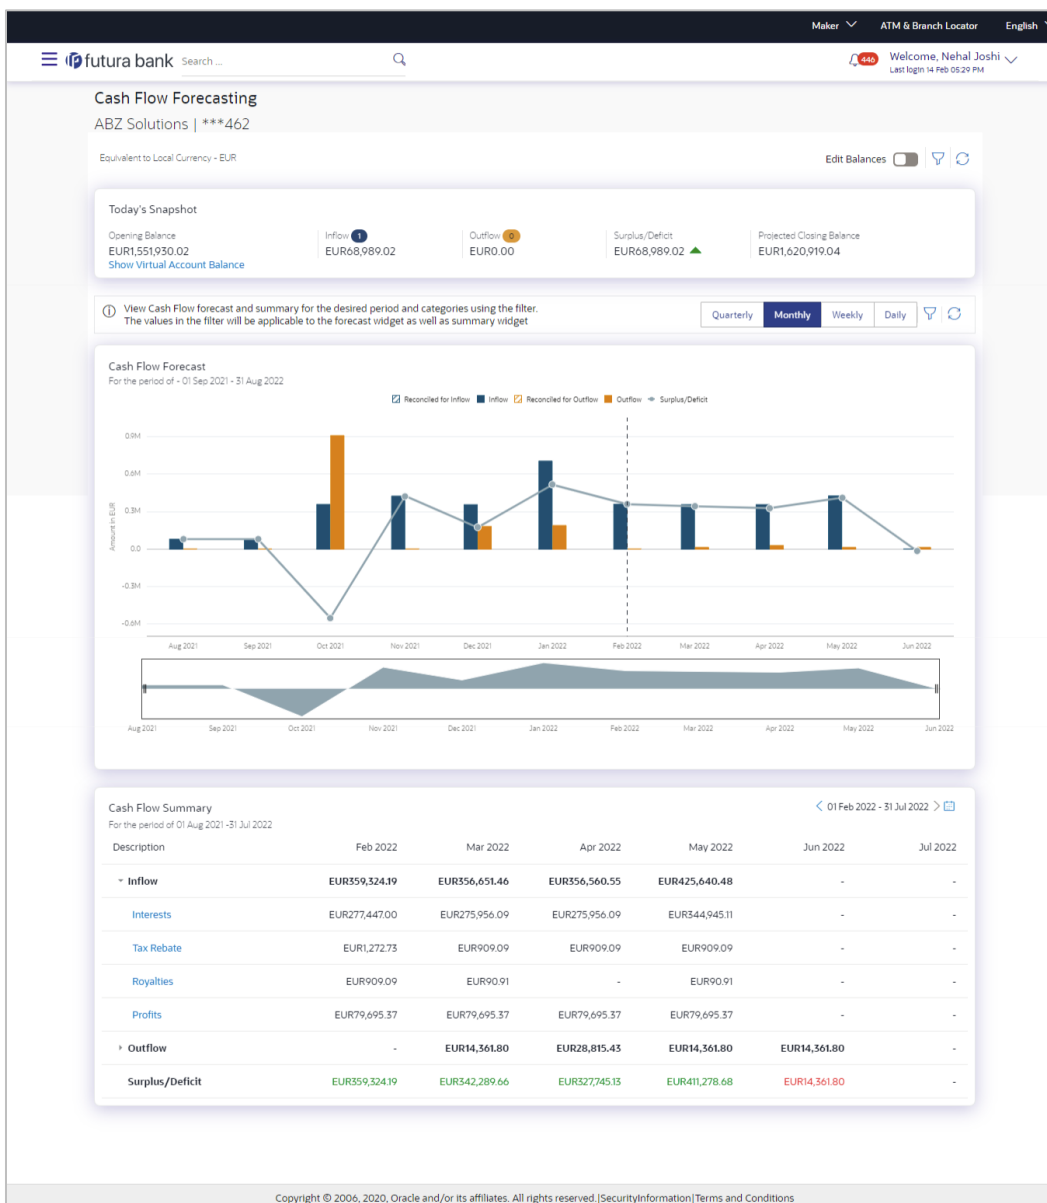 Maker ATM & Branch Locator English
futura bank Search ... 446 Welcome, Nehal Joshi
Last login 14 Feb 05:29 PM
Cash Flow Forecasting
ABZ Solutions | ***462
Equivalent to Local Currency - EUR Edit Balances
Today's Snapshot
Opening Balance Inflow 1 Outflow 0 Surplus/Deficit Projected Closing Balance
EUR1,551,930.02 EUR68,989.02 EUR0.00 EUR68,989.02 EUR1,620,919.04
Show Virtual Account Balance
View Cash Flow forecast and summary for the desired period and categories using the filter.
The values in the filter will be applicable to the forecast widget as well as summary widget
Quarterly Monthly Weekly Daily
Cash Flow Forecast
For the period of - 01 Sep 2021 - 31 Aug 2022
Reconciled for Inflow Inflow Reconciled for Outflow Outflow Surplus/Deficit
Amount in EUR
0.9M
0.6M
0.3M
0.0
-0.3M
-0.6M
Aug 2021 Sep 2021 Oct 2021 Nov 2021 Dec 2021 Jan 2022 Feb 2022 Mar 2022 Apr 2022 May 2022 Jun 2022
Aug 2021 Sep 2021 Oct 2021 Nov 2021 Dec 2021 Jan 2022 Feb 2022 Mar 2022 Apr 2022 May 2022 Jun 2022
Cash Flow Summary 01 Feb 2022 - 31 Jul 2022
For the period of 01 Aug 2021 -31 Jul 2022
Description Feb 2022 Mar 2022 Apr 2022 May 2022 Jun 2022 Jul 2022
Inflow EUR359,324.19 EUR356,651.46 EUR356,560.55 EUR425,640.48 - -
Interests EUR277,447.00 EUR275,956.09 EUR275,956.09 EUR344,945.11 - -
Tax Rebate EUR1,272.73 EUR909.09 EUR909.09 EUR909.09 - -
Royalties EUR909.09 EUR90.91 - EUR90.91 - -
Profits EUR79,695.37 EUR79,695.37 EUR79,695.37 EUR79,695.37 - -
Outflow - EUR14,361.80 EUR28,815.43 EUR14,361.80 EUR14,361.80 -
Surplus/Deficit EUR359,324.19 EUR342,289.66 EUR327,745.13 EUR411,278.68 EUR14,361.80 -
Copyright © 2006, 2020, Oracle and/or its affiliates. All rights reserved.|SecurityInformation|Terms and Conditions